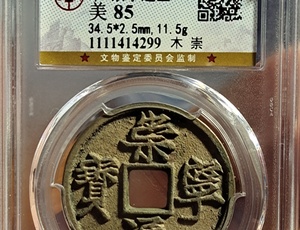 美 85
34.5*2.5mm,11.5g
1111414299 木 崇
★ 文物鉴定委员会监制 ★
崇
寳 寧
通